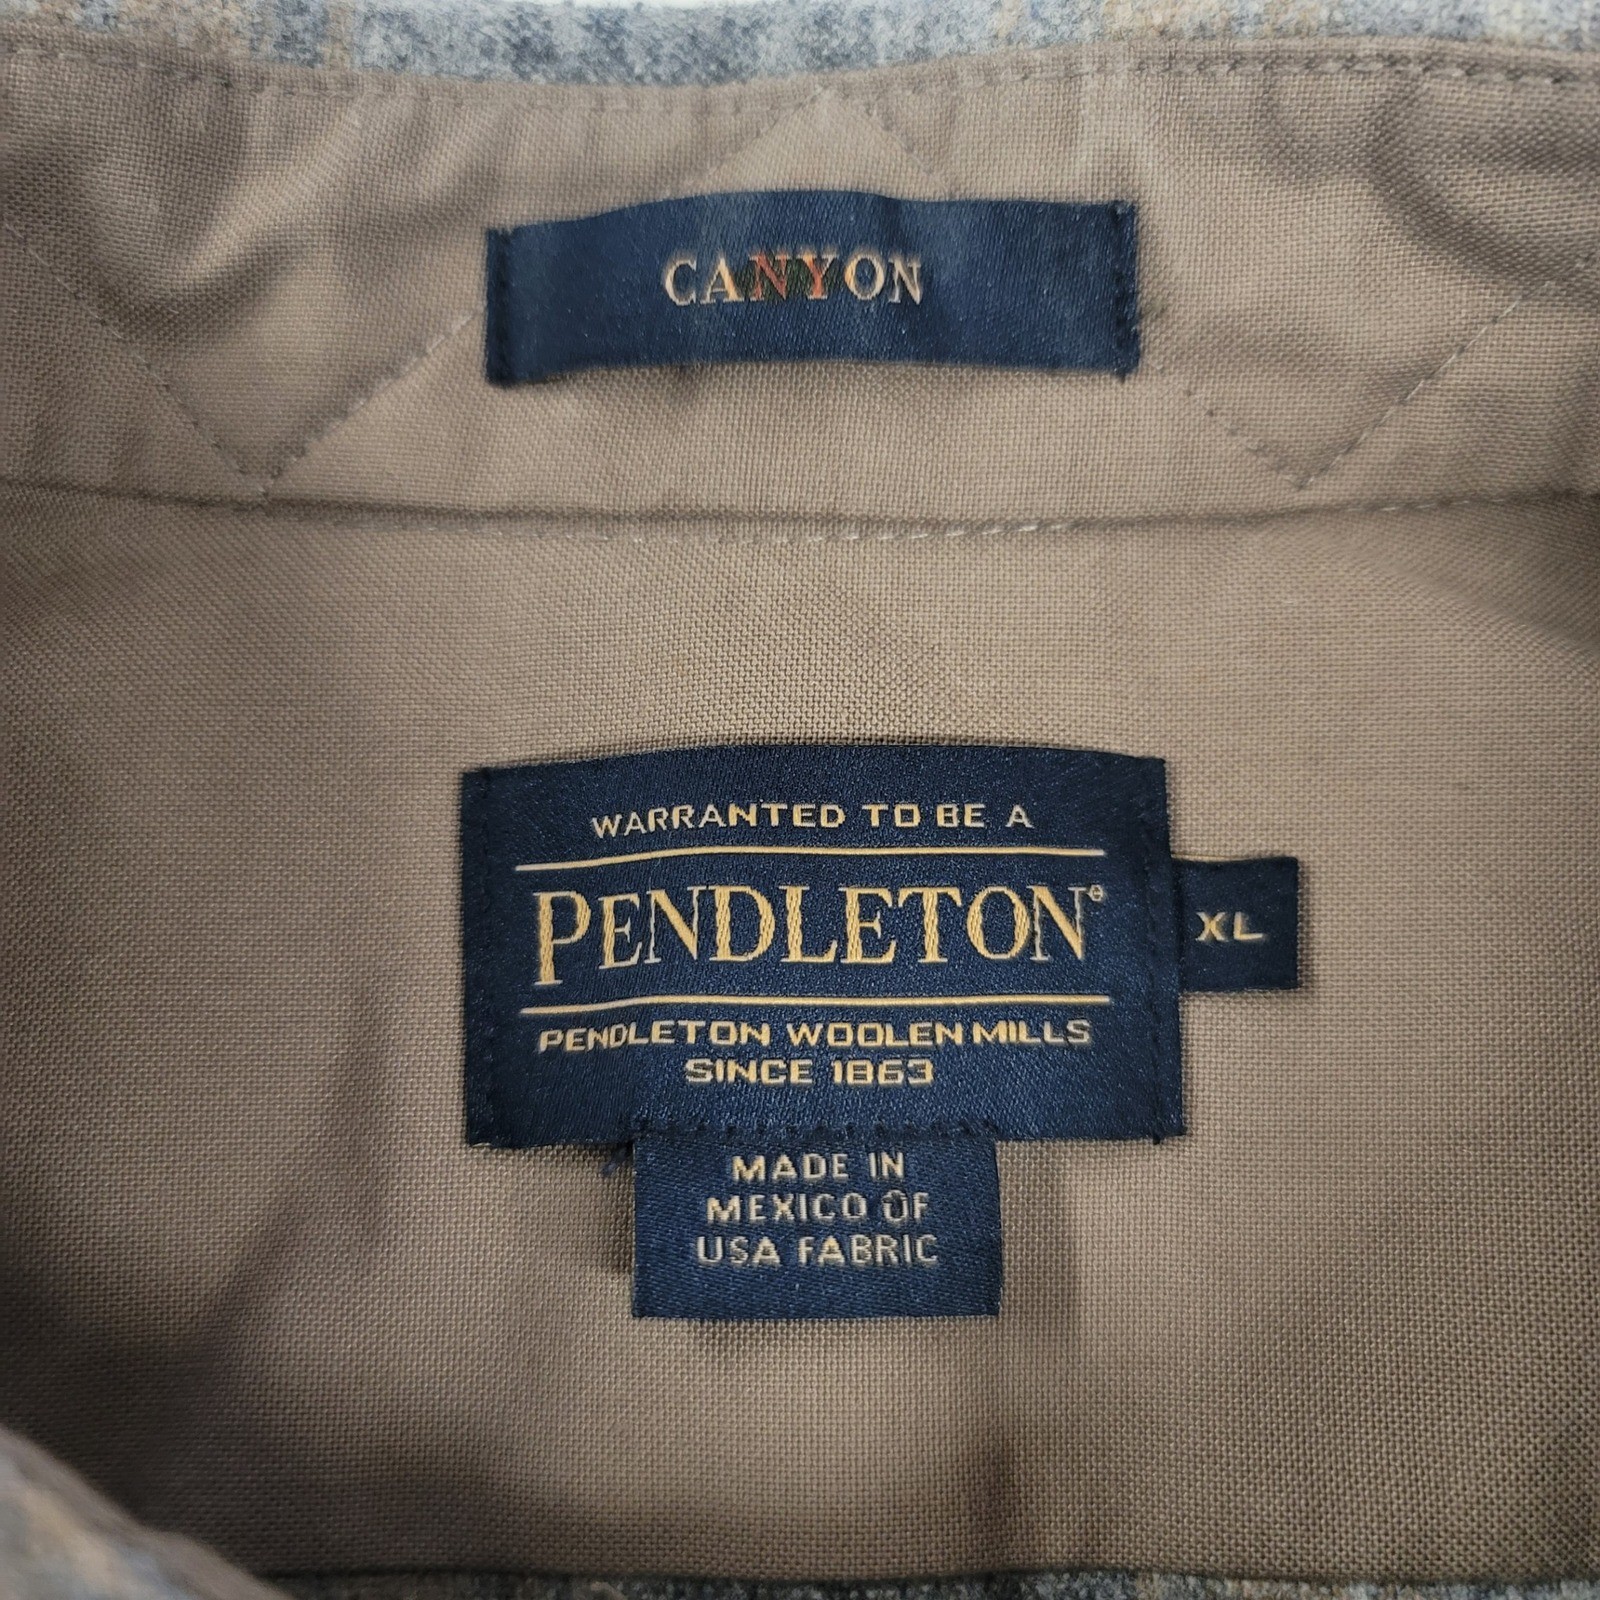 CANYON
WARRANTED TO BE A
PENDLETON®
XL
PENDLETON WOOLEN MILLS
SINCE 1863
MADE IN
MEXICO OF
USA FABRIC